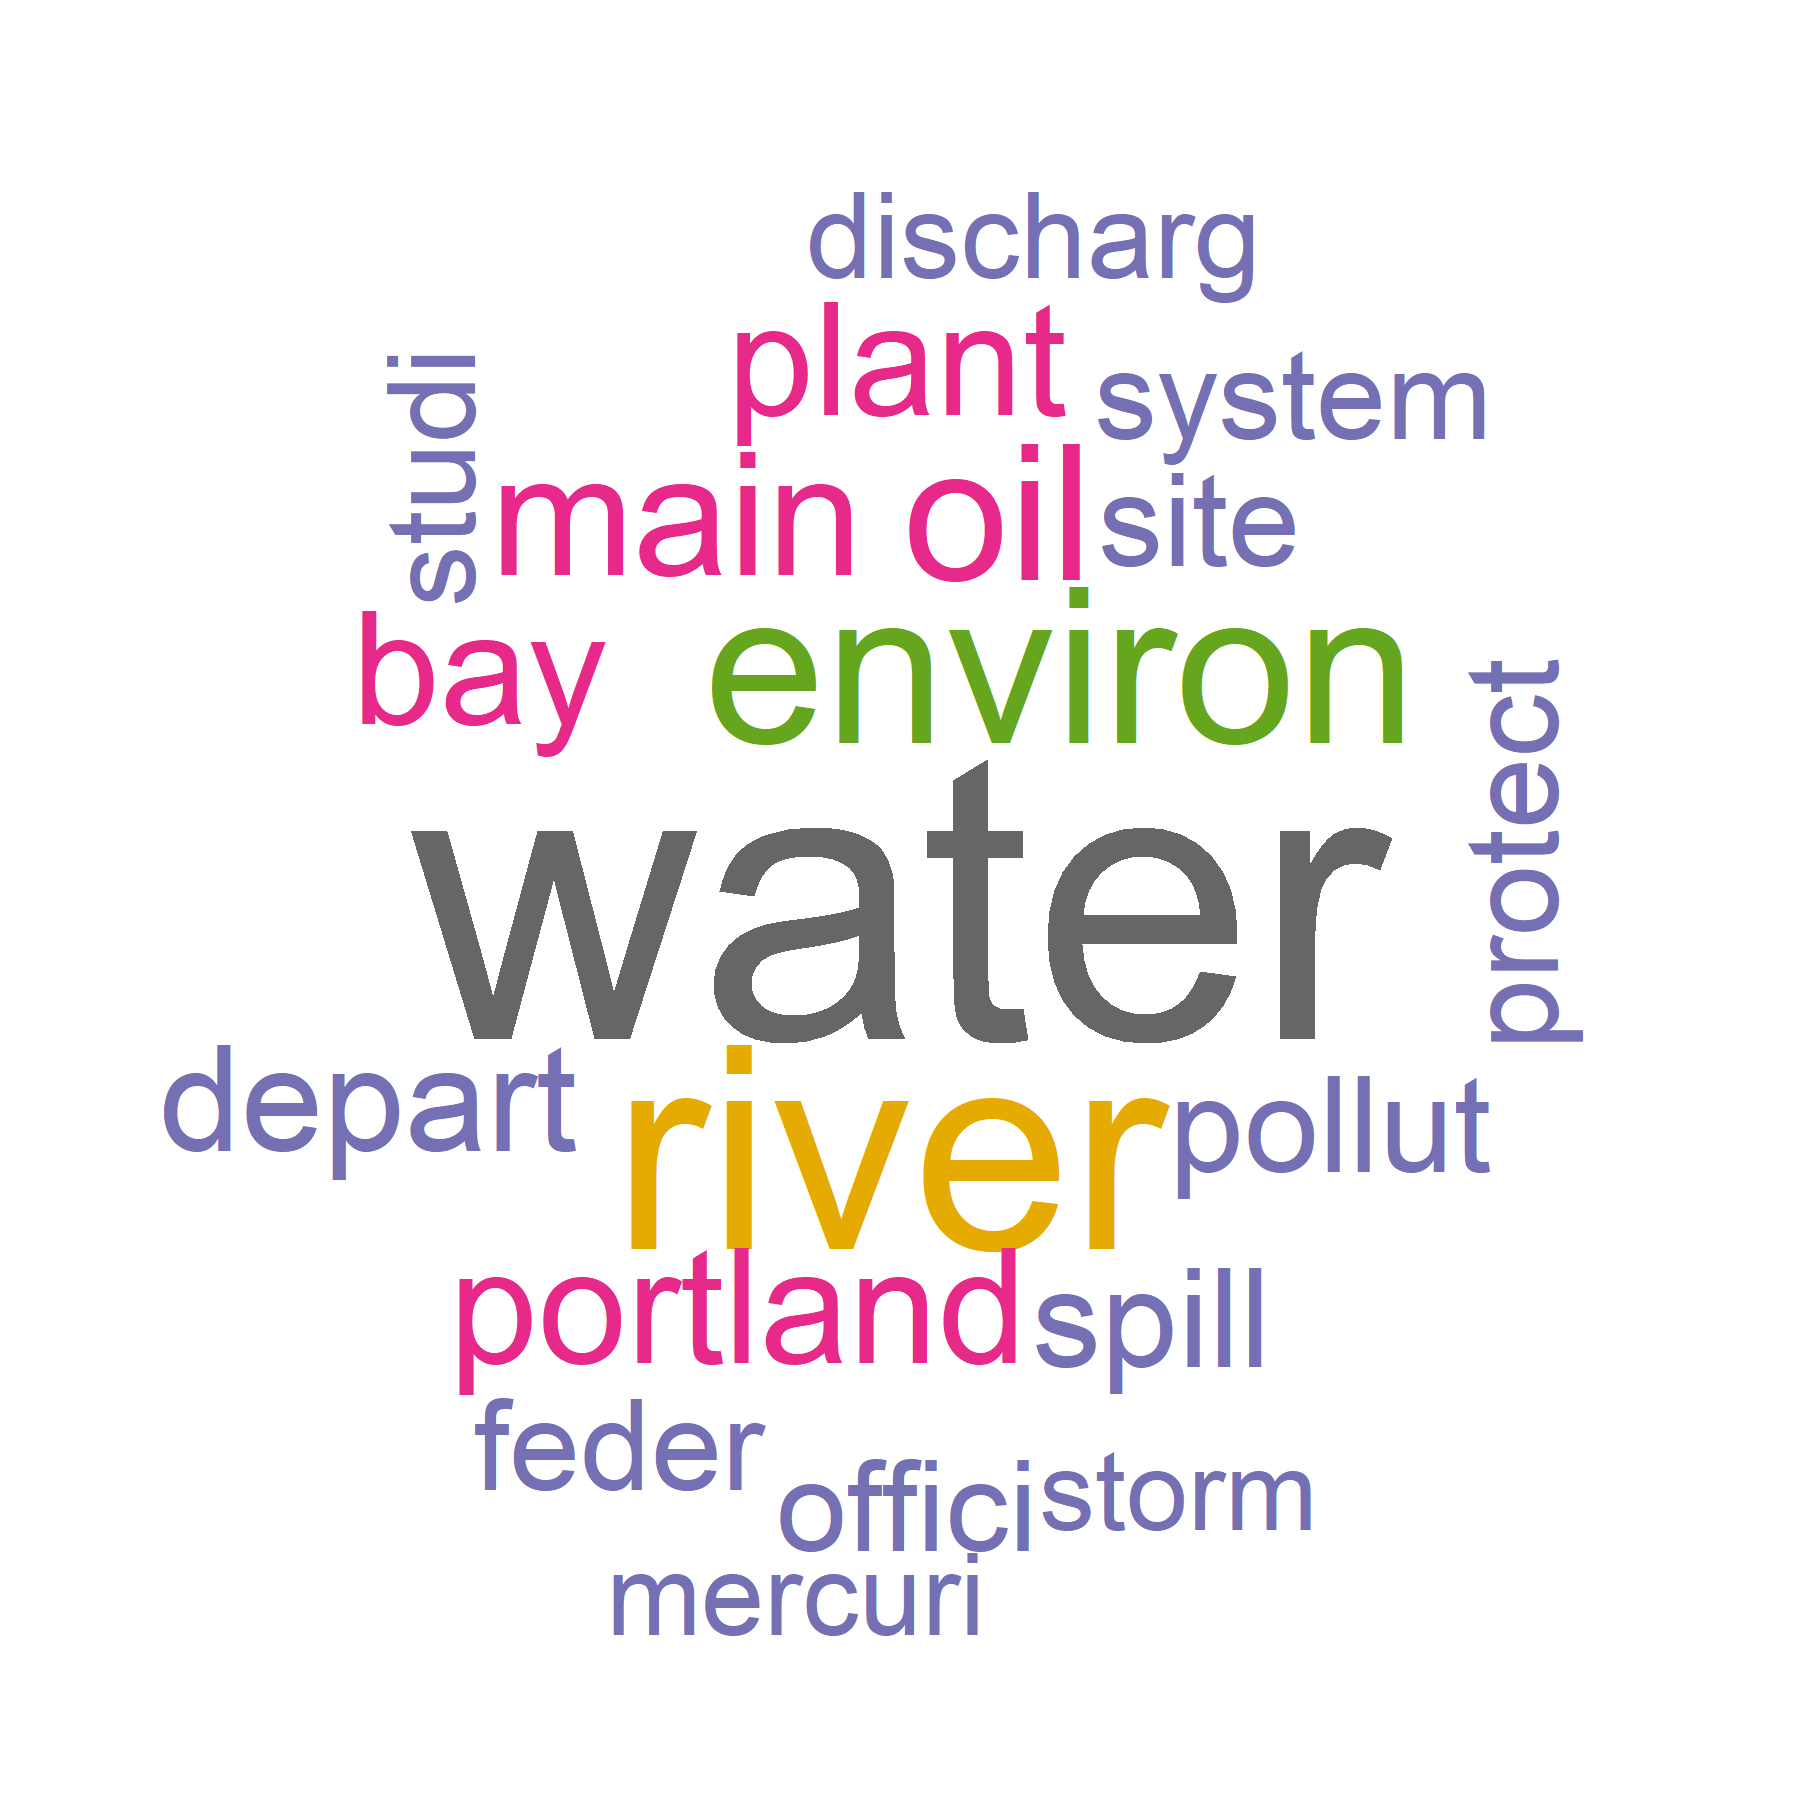 discharg
plant
system
studi
main oil site
bay environ
protect
water
depart river pollut
portland spill
feder
offici storm
mercuri